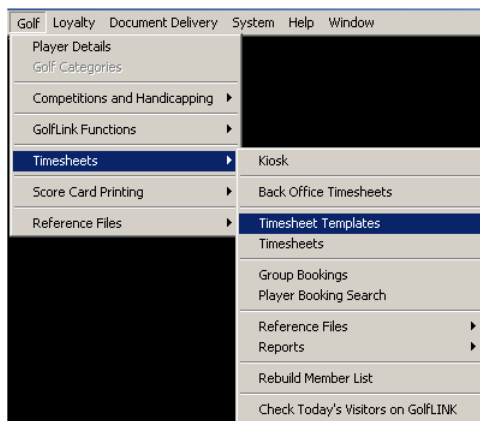 Golf Loyalty Document Delivery System Help Window
Player Details
Golf Categories
Competitions and Handicapping
GolfLink Functions
Timesheets
Score Card Printing
Reference Files
Kiosk
Back Office Timesheets
Timesheet Templates
Timesheets
Group Bookings
Player Booking Search
Reference Files
Reports
Rebuild Member List
Check Today's Visitors on GolfLINK